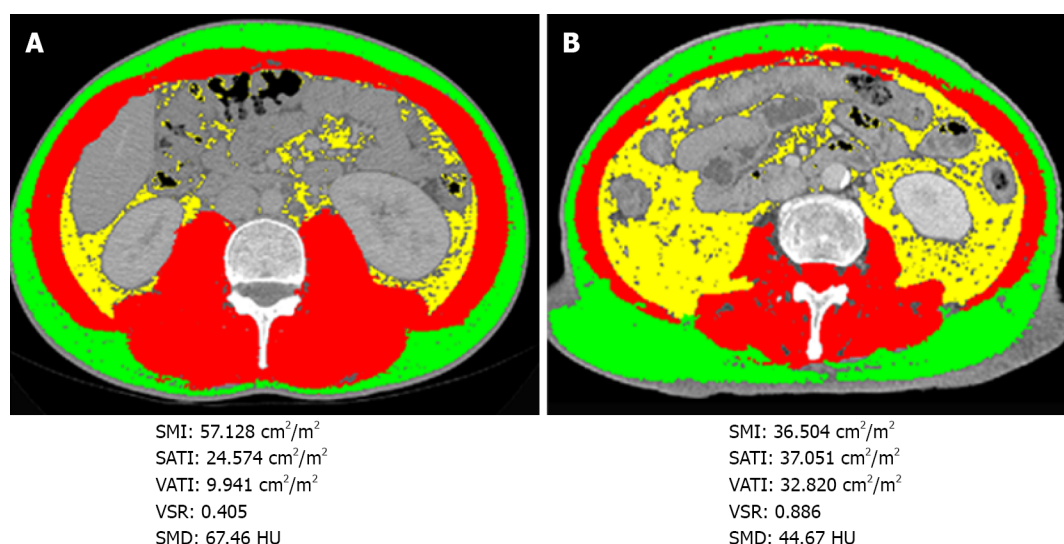 A
B
SMI: 57.128 cm²/m²
SATI: 24.574 cm²/m²
VATI: 9.941 cm²/m²
VSR: 0.405
SMD: 67.46 HU
SMI: 36.504 cm²/m²
SATI: 37.051 cm²/m²
VATI: 32.820 cm²/m²
VSR: 0.886
SMD: 44.67 HU